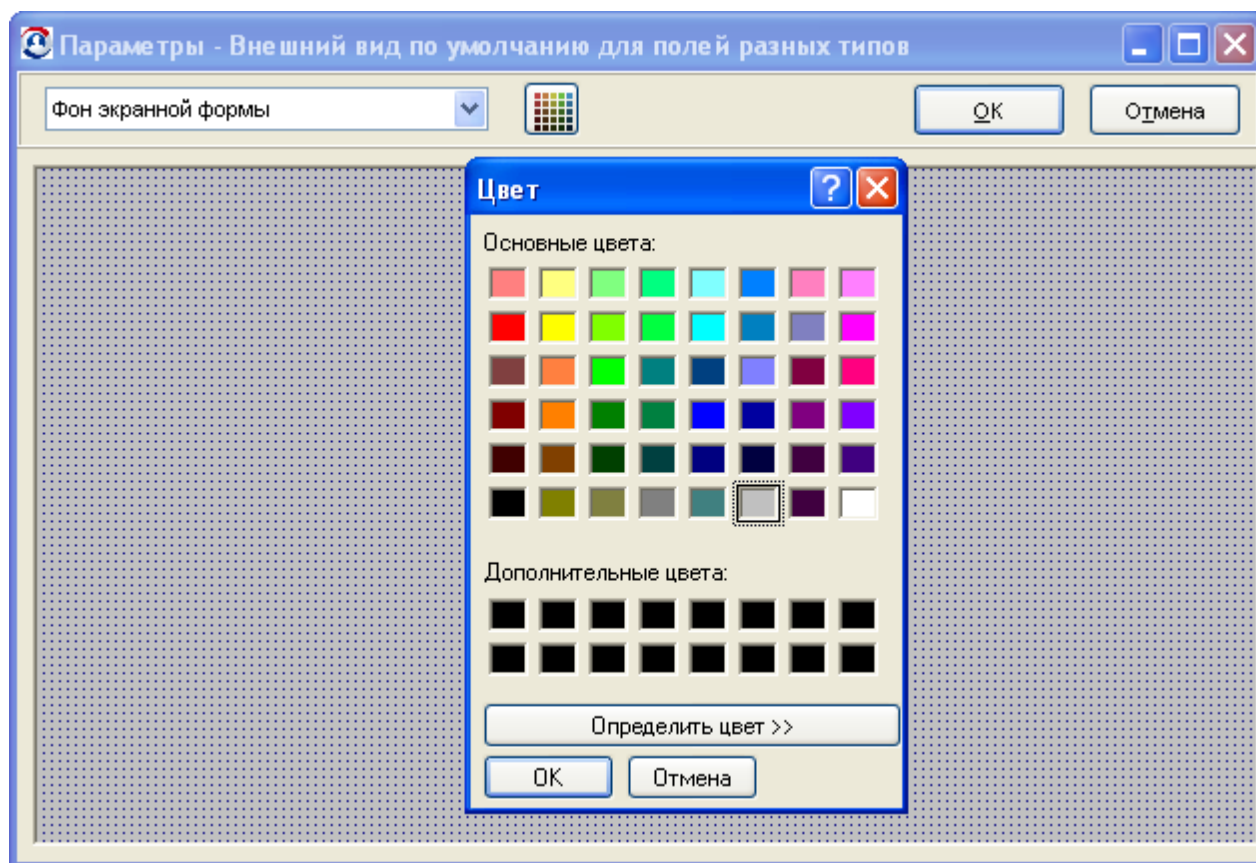 Параметры - Внешний вид по умолчанию для полей разных типов
Фон экранной формы
OK
Отмена
Цвет
Основные цвета:
Дополнительные цвета:
Определить цвет >>
OK
Отмена